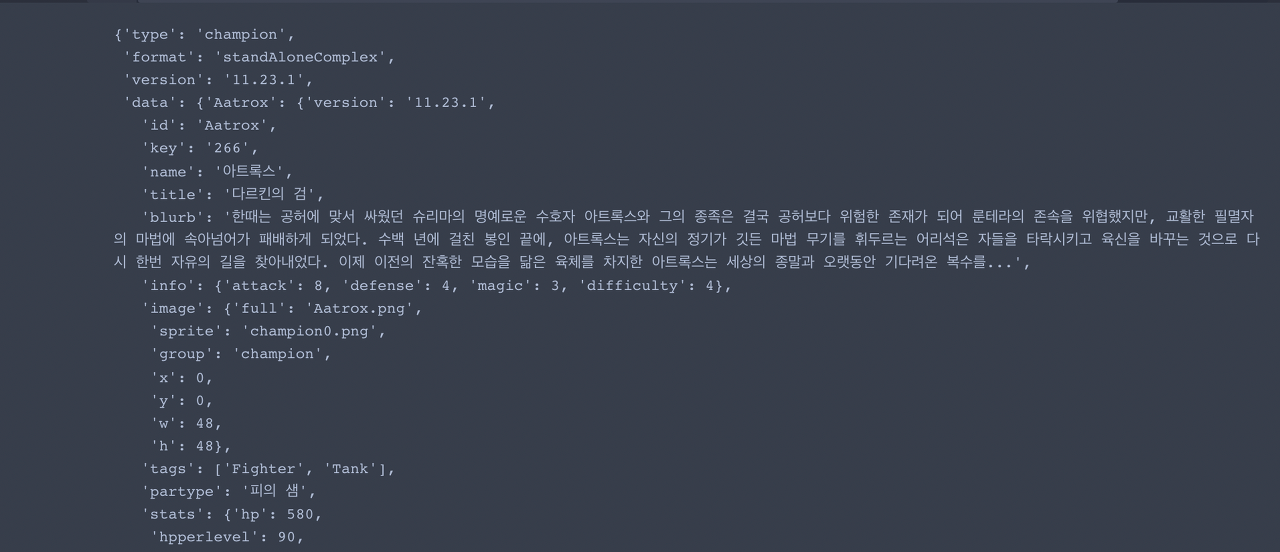 {'type': 'champion',
'format': 'standAloneComplex',
'version': '11.23.1',
'data': {'Aatrox': {'version': '11.23.1',
'id': 'Aatrox',
'key': '266',
'name': '아트록스',
'title': '다르킨의 검',
'blurb': '한때는 공허에 맞서 싸웠던 슈리마의 명예로운 수호자 아트록스와 그의 종족은 결국 공허보다 위험한 존재가 되어 룬테라의 존속을 위협했지만, 교활한 필멸자
의 마법에 속아넘어가 패배하게 되었다. 수백 년에 걸친 봉인 끝에, 아트록스는 자신의 정기가 깃든 마법 무기를 휘두르는 어리석은 자들을 타락시키고 육신을 바꾸는 것으로 다
시 한번 자유의 길을 찾아내었다. 이제 이전의 잔혹한 모습을 닮은 육체를 차지한 아트록스는 세상의 종말과 오랫동안 기다려온 복수를...',
'info': {'attack': 8, 'defense': 4, 'magic': 3, 'difficulty': 4},
'image': {'full': 'Aatrox.png',
'sprite': 'champion0.png',
'group': 'champion',
'x': 0,
'y': 0,
'w': 48,
'h': 48},
'tags': ['Fighter', 'Tank'],
'partype': '피의 샘',
'stats': {'hp': 580,
'hpperlevel': 90,